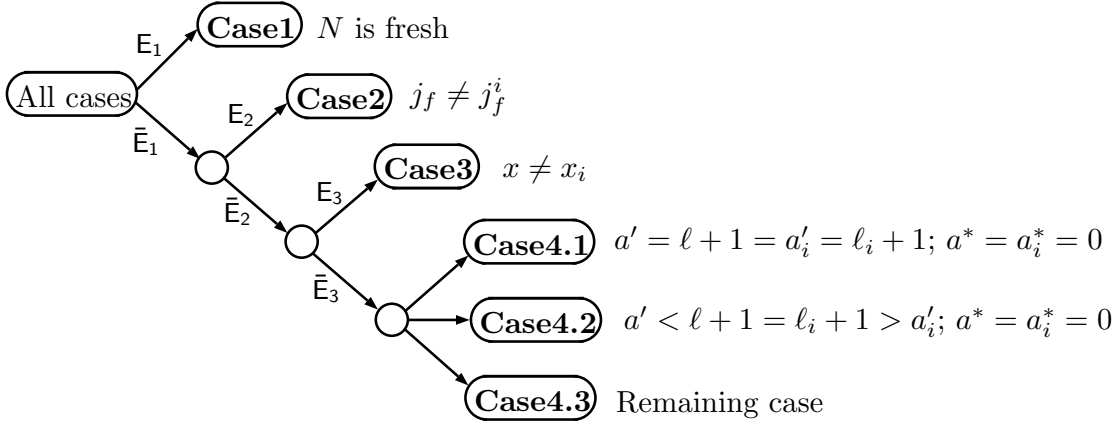 E₁ Case1 N is fresh
All cases
Ē₁ E₂ Case2 j_f ≠ j_f^i
Ē₂ E₃ Case3 x ≠ x_i
Ē₃ Case4.1 a′ = ℓ + 1 = a′_i = ℓ_i + 1; a* = a*_i = 0
Case4.2 a′ < ℓ + 1 = ℓ_i + 1 > a′_i; a* = a*_i = 0
Case4.3 Remaining case